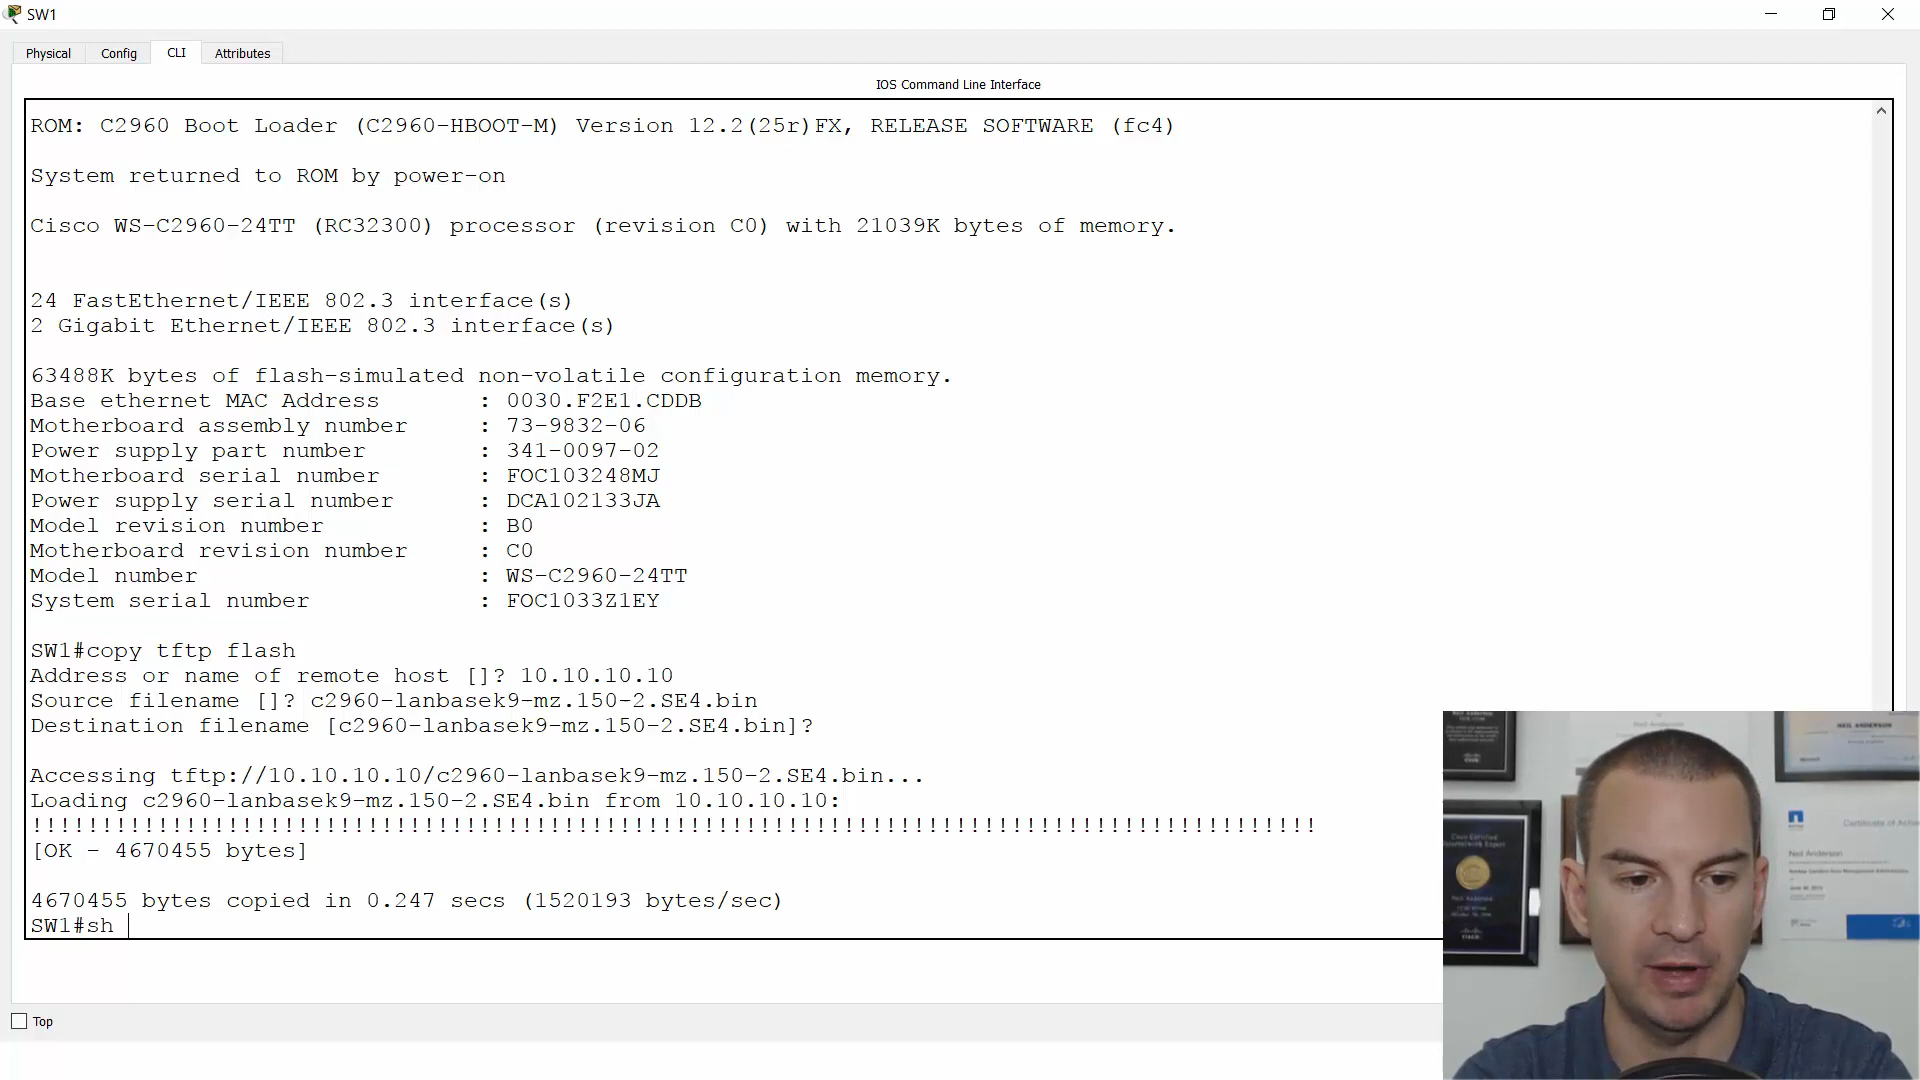 SW1
Physical
Config
CLI
Attributes
IOS Command Line Interface
ROM: C2960 Boot Loader (C2960-HBOOT-M) Version 12.2(25r)FX, RELEASE SOFTWARE (fc4)
System returned to ROM by power-on
Cisco WS-C2960-24TT (RC32300) processor (revision C0) with 21039K bytes of memory.
24 FastEthernet/IEEE 802.3 interface(s)
2 Gigabit Ethernet/IEEE 802.3 interface(s)
63488K bytes of flash-simulated non-volatile configuration memory.
Base ethernet MAC Address : 0030.F2E1.CDDB
Motherboard assembly number : 73-9832-06
Power supply part number : 341-0097-02
Motherboard serial number : FOC103248MJ
Power supply serial number : DCA102133JA
Model revision number : B0
Motherboard revision number : C0
Model number : WS-C2960-24TT
System serial number : FOC1033Z1EY
SW1#copy tftp flash
Address or name of remote host []? 10.10.10.10
Source filename []? c2960-lanbasek9-mz.150-2.SE4.bin
Destination filename [c2960-lanbasek9-mz.150-2.SE4.bin]?
Accessing tftp://10.10.10.10/c2960-lanbasek9-mz.150-2.SE4.bin...
Loading c2960-lanbasek9-mz.150-2.SE4.bin from 10.10.10.10:
!!!!!!!!!!!!!!!!!!!!!!!!!!!!!!!!!!!!!!!!!!!!!!!!!!!!!!!!!!!!!!!!!!!!!!!!!!!!!!!!!!!!!!!!!!!!
[OK - 4670455 bytes]
4670455 bytes copied in 0.247 secs (1520193 bytes/sec)
SW1#sh
Top
NEIL ANDERSON
Neil Anderson